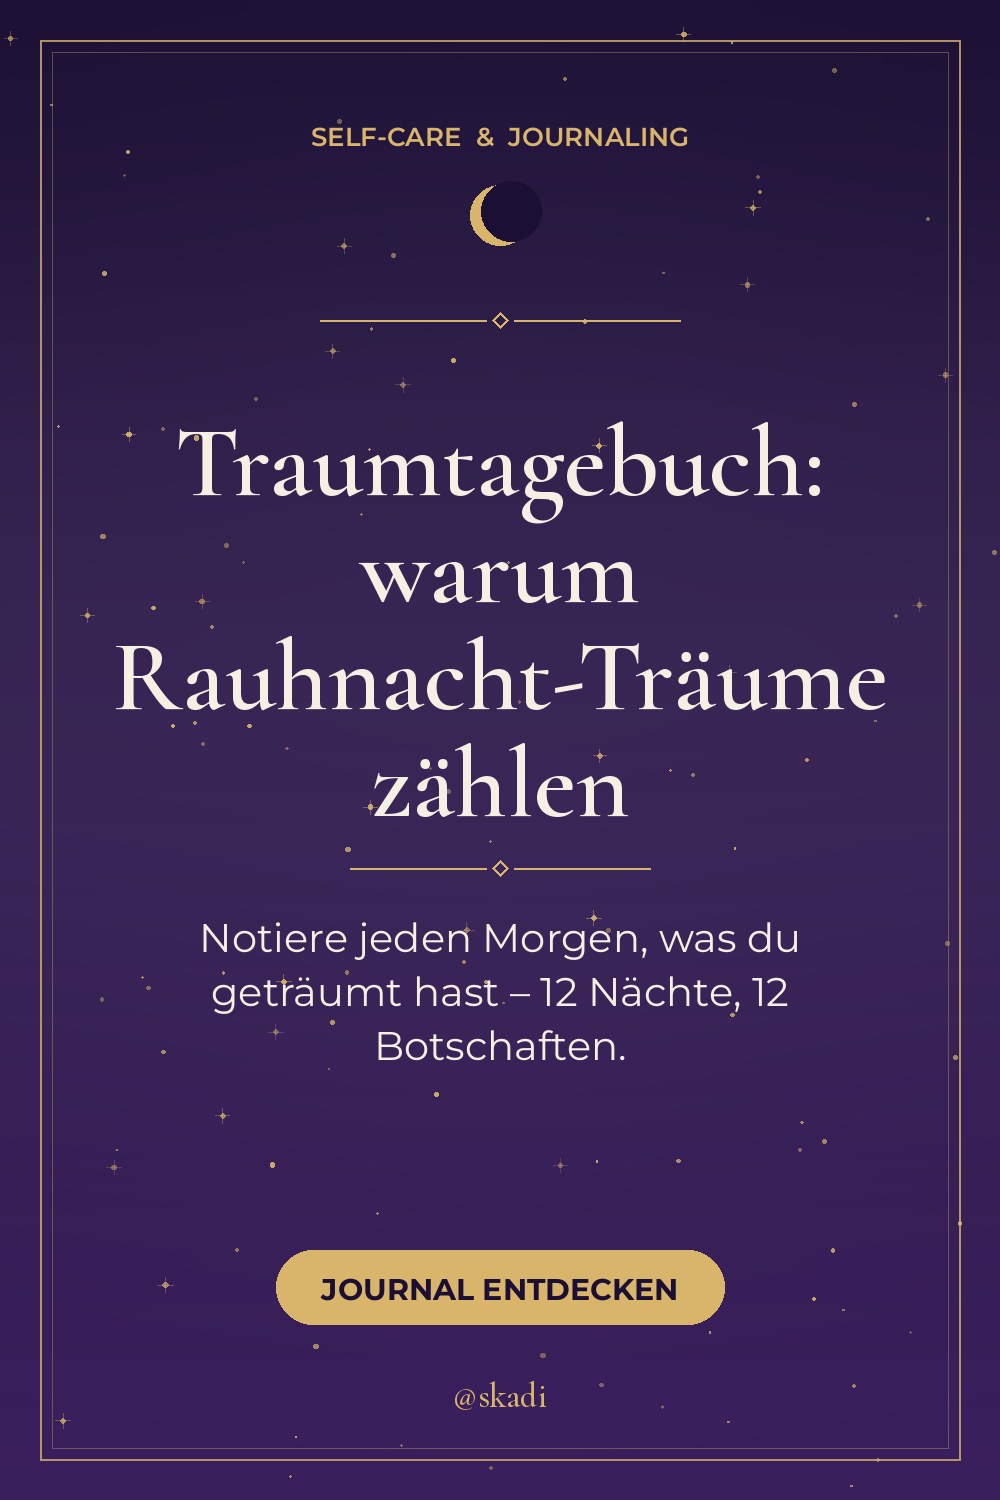 SELF-CARE & JOURNALING
Traumtagebuch:
warum
Rauhnacht-Träume
zählen
Notiere jeden Morgen, was du
geträumt hast – 12 Nächte, 12
Botschaften.
JOURNAL ENTDECKEN
@skadi